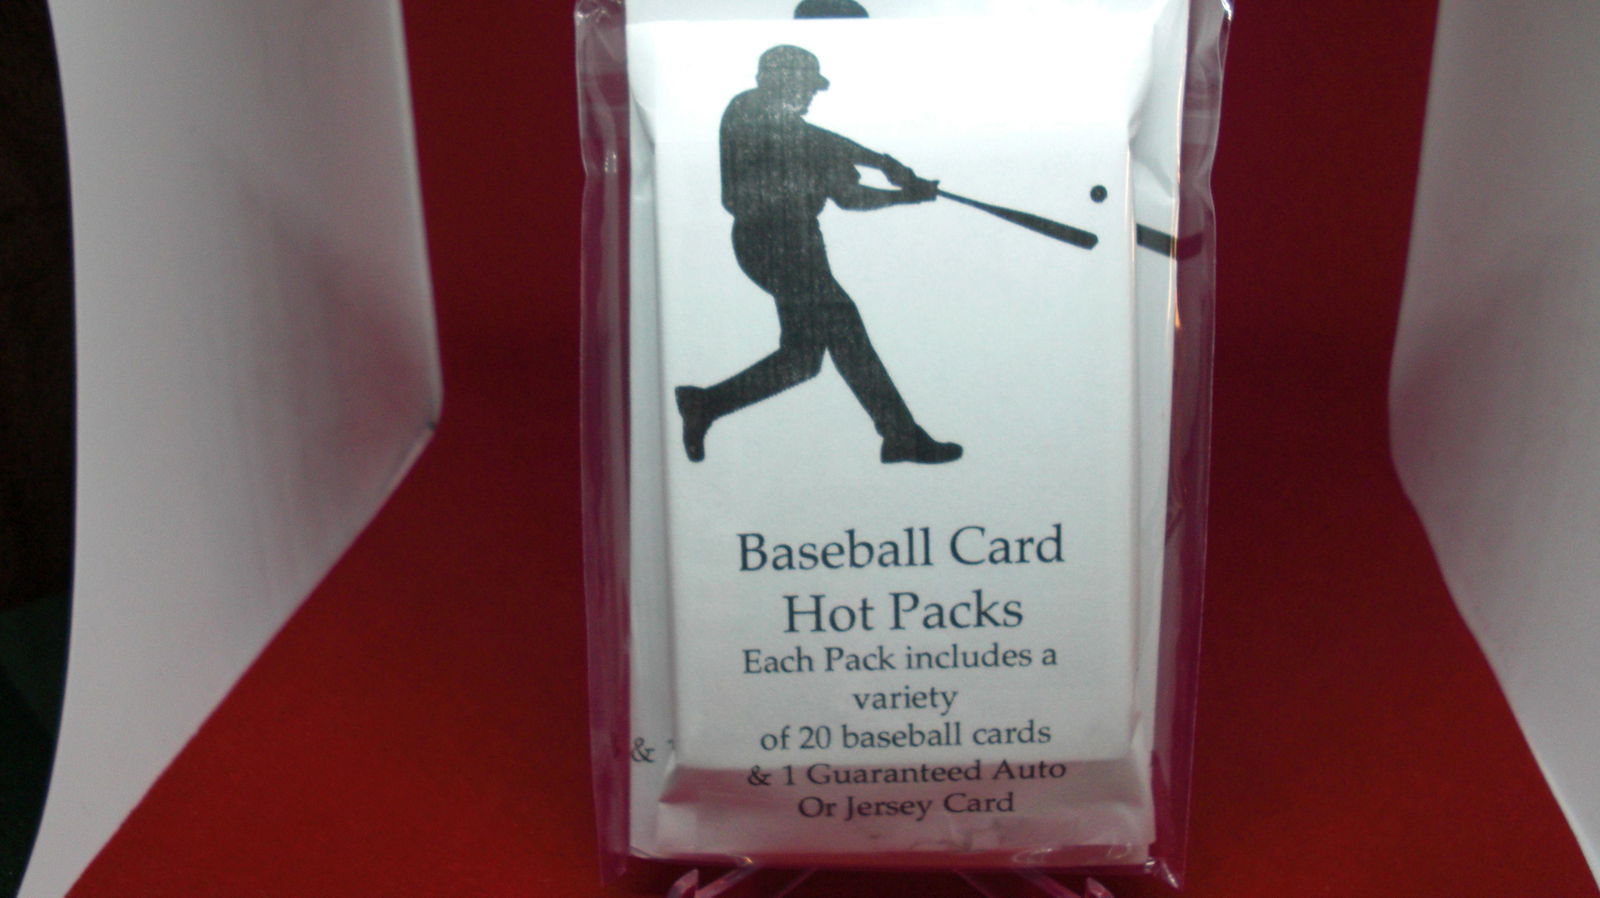 Baseball Card
Hot Packs
Each Pack includes a
variety
of 20 baseball cards
& 1 Guaranteed Auto
Or Jersey Card
&